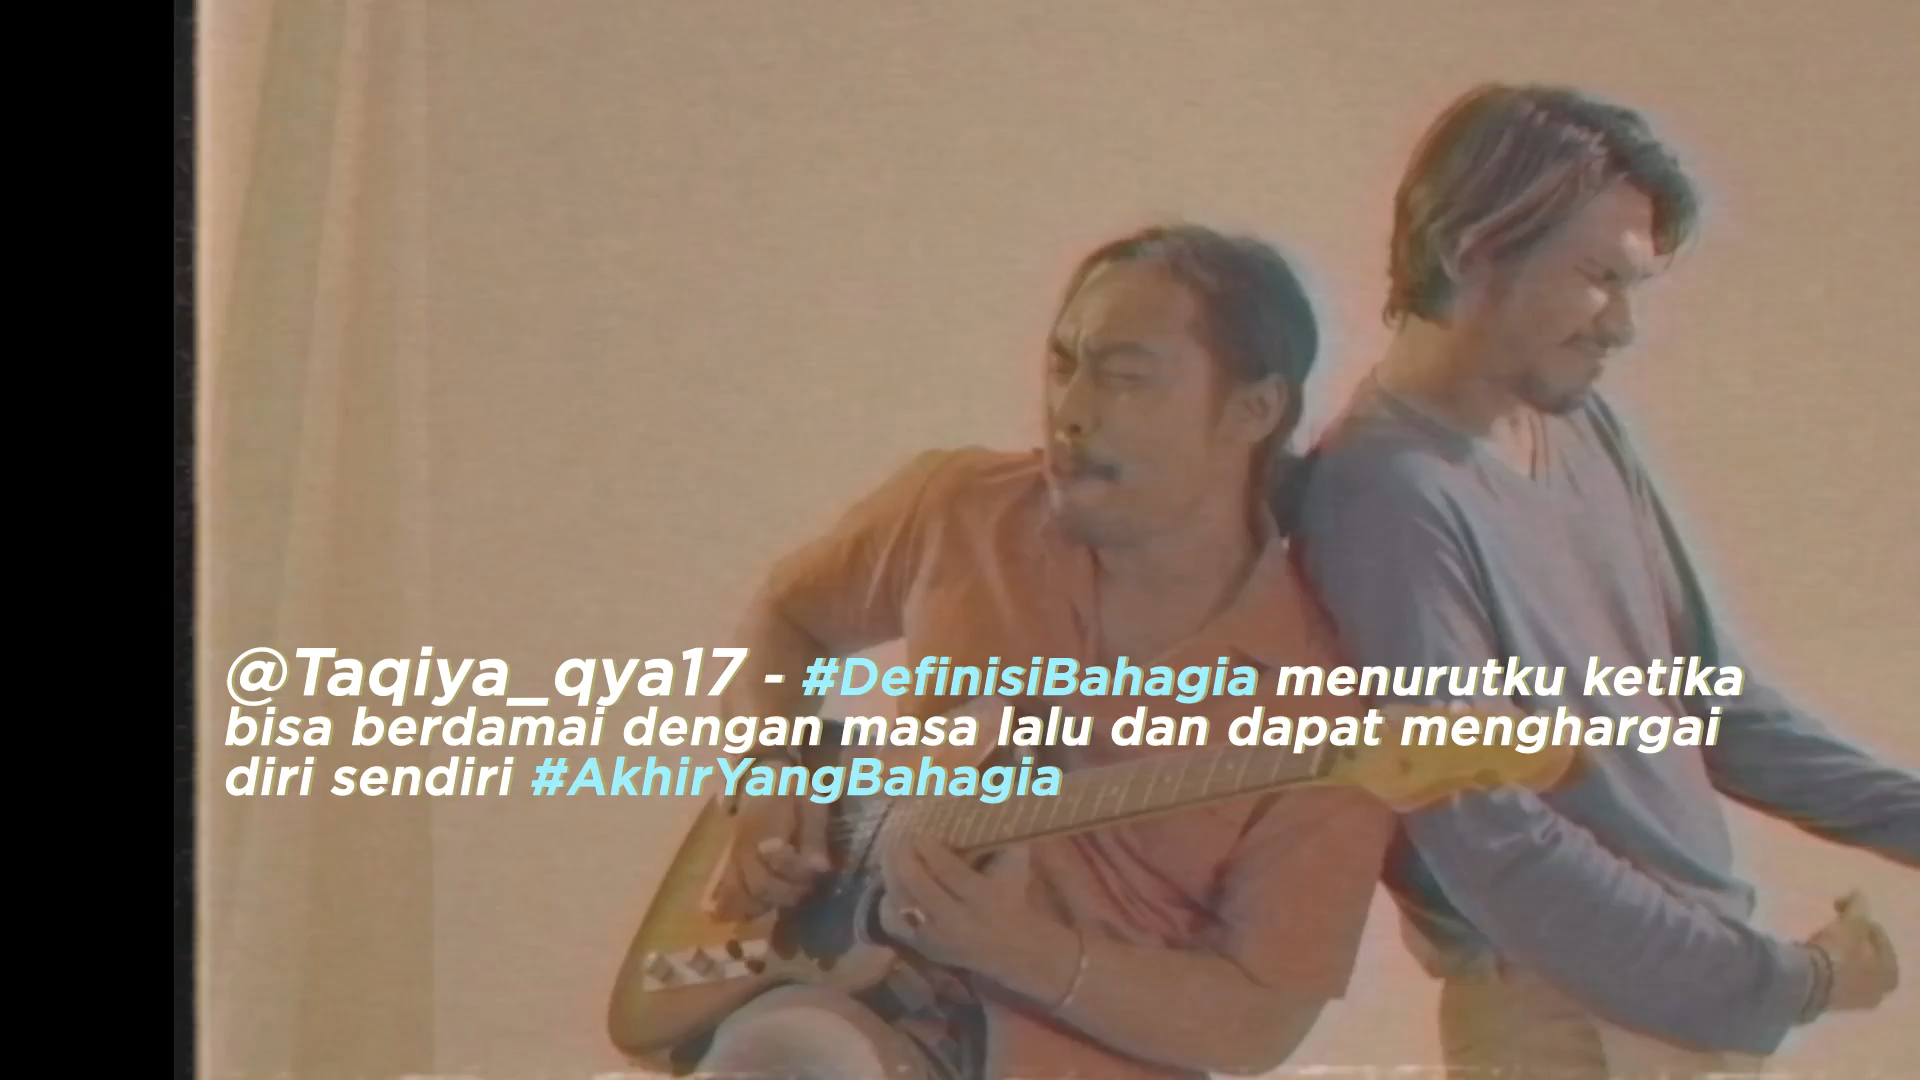 @Taqiya_qya17 - #DefinisiBahagia menurutku ketika
bisa berdamai dengan masa lalu dan dapat menghargai
diri sendiri #AkhirYangBahagia